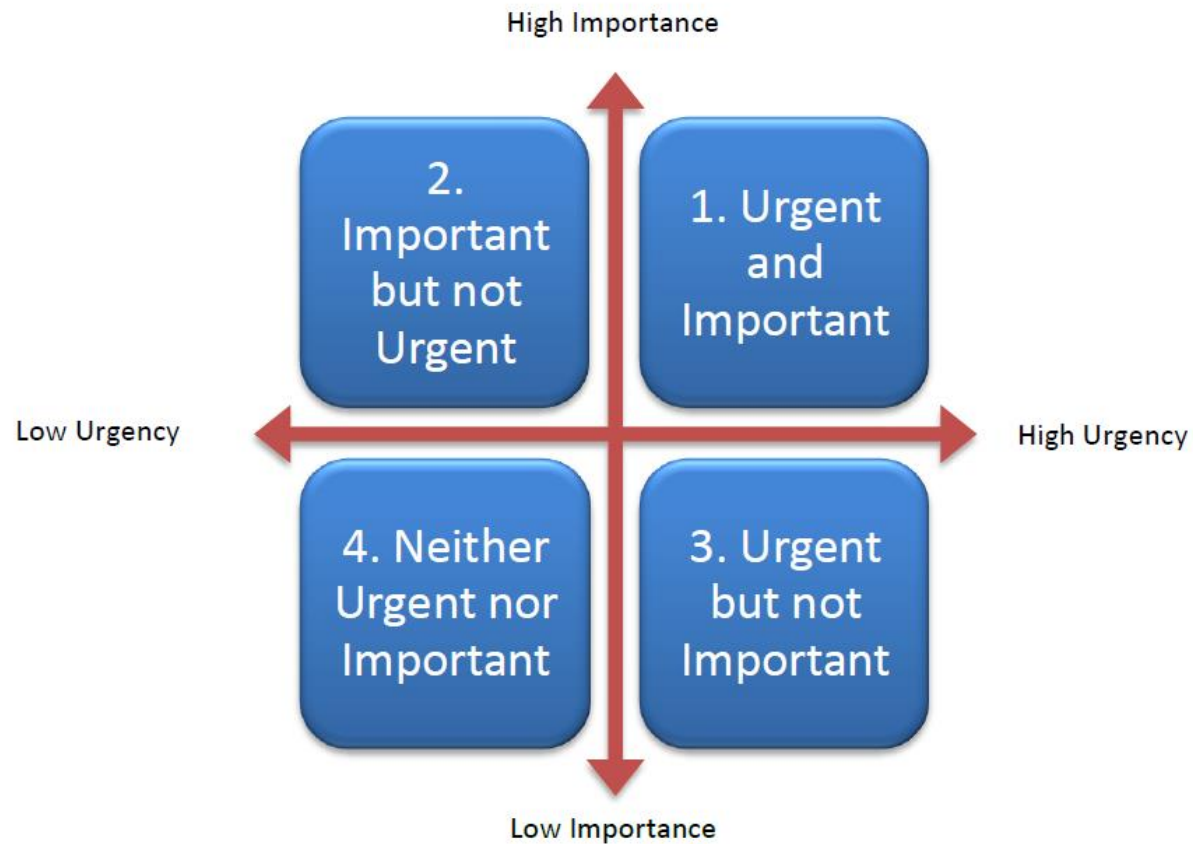 High Importance
2.
Important
but not
Urgent
1. Urgent
and
Important
Low Urgency
High Urgency
4. Neither
Urgent nor
Important
3. Urgent
but not
Important
Low Importance